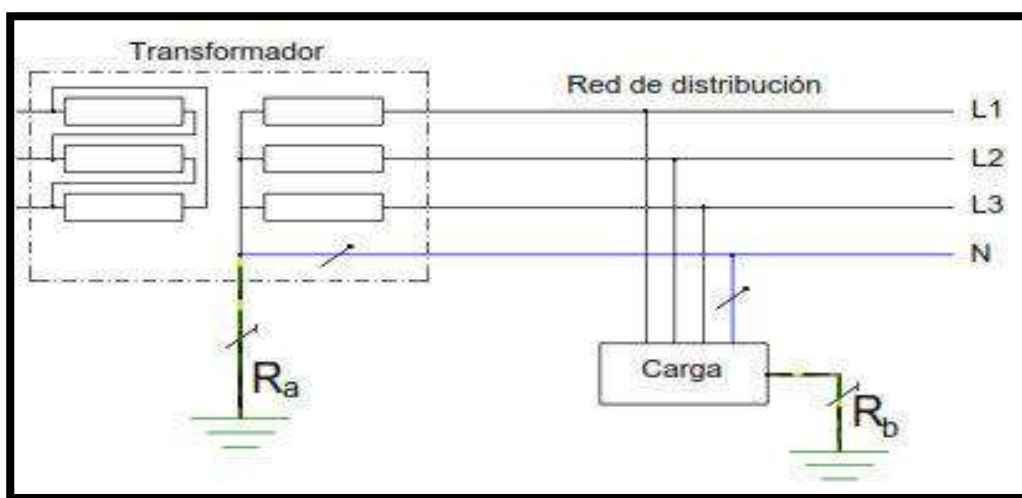 Transformador
Red de distribución
L1
L2
L3
N
Ra
Carga
Rb